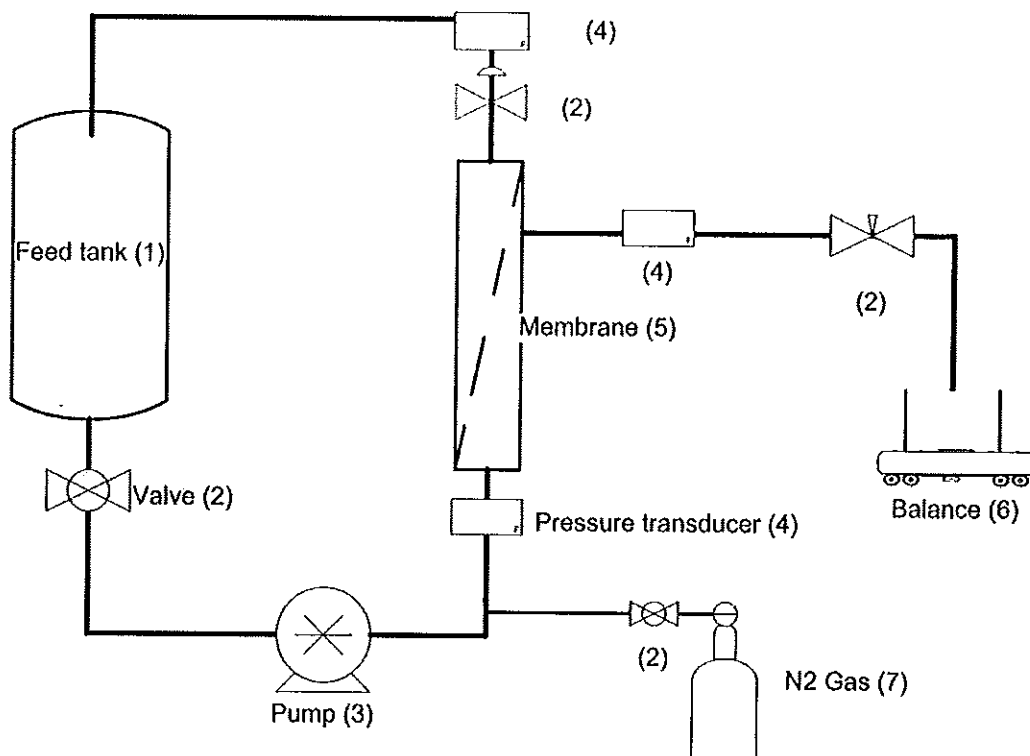 (4)
(2)
Feed tank (1)
(4)
(2)
Membrane (5)
Valve (2)
Pressure transducer (4)
Balance (6)
(2)
N2 Gas (7)
Pump (3)